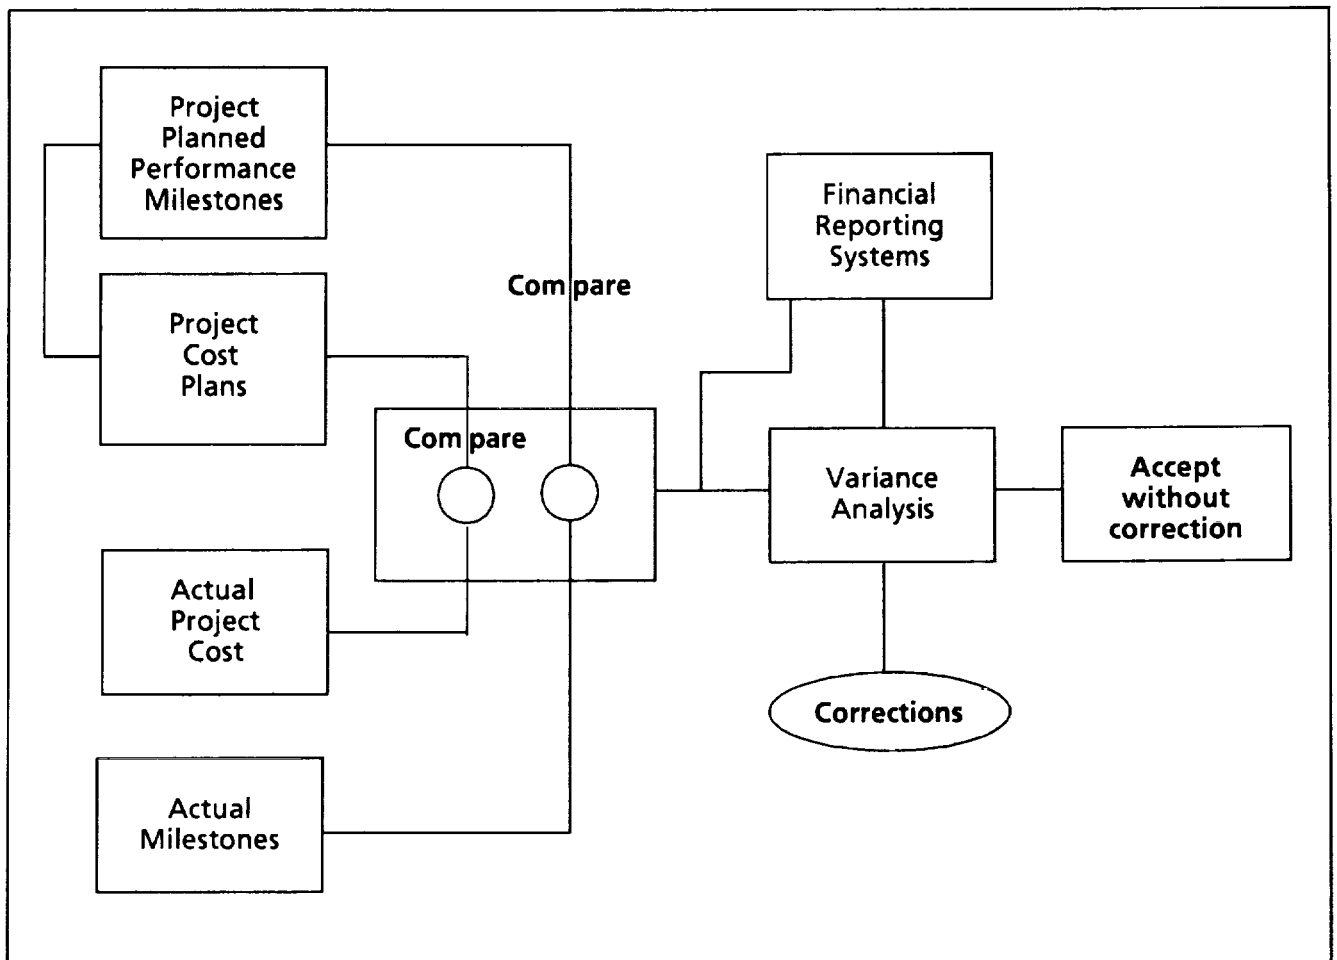 Project
Planned
Performance
Milestones
Project
Cost
Plans
Actual
Project
Cost
Actual
Milestones
Compare
Compare
Financial
Reporting
Systems
Variance
Analysis
Accept
without
correction
Corrections